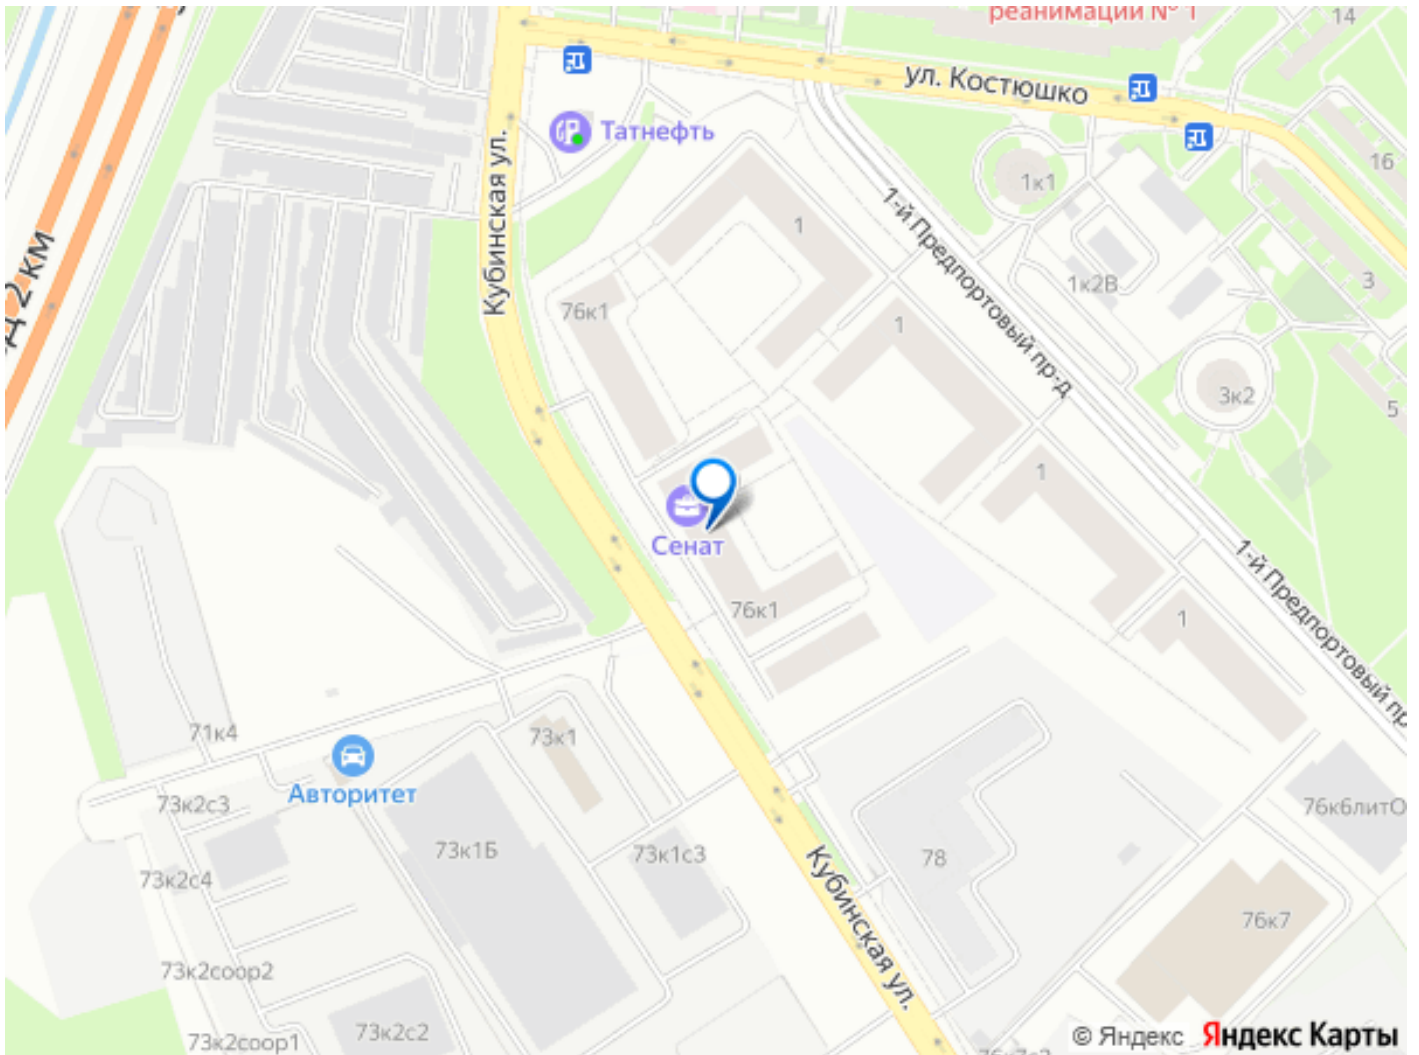 реанимации № 1
14
ул. Костюшко
Татнефть
16
1к1
Кубинская ул.
1-й Предпортовый пр-д
1
2 км
1к2В
3
76к1
1
3к2
5
1
Сенат
1-й Предпортовый пр
76к1
1
71к4
73к1
Авторитет
73к2с3
76к6литО
73к1Б
73к1с3
78
73к2с4
Кубинская ул.
76к7
73к2соор2
73к2с2
73к2соор1
© Яндекс Яндекс Карты